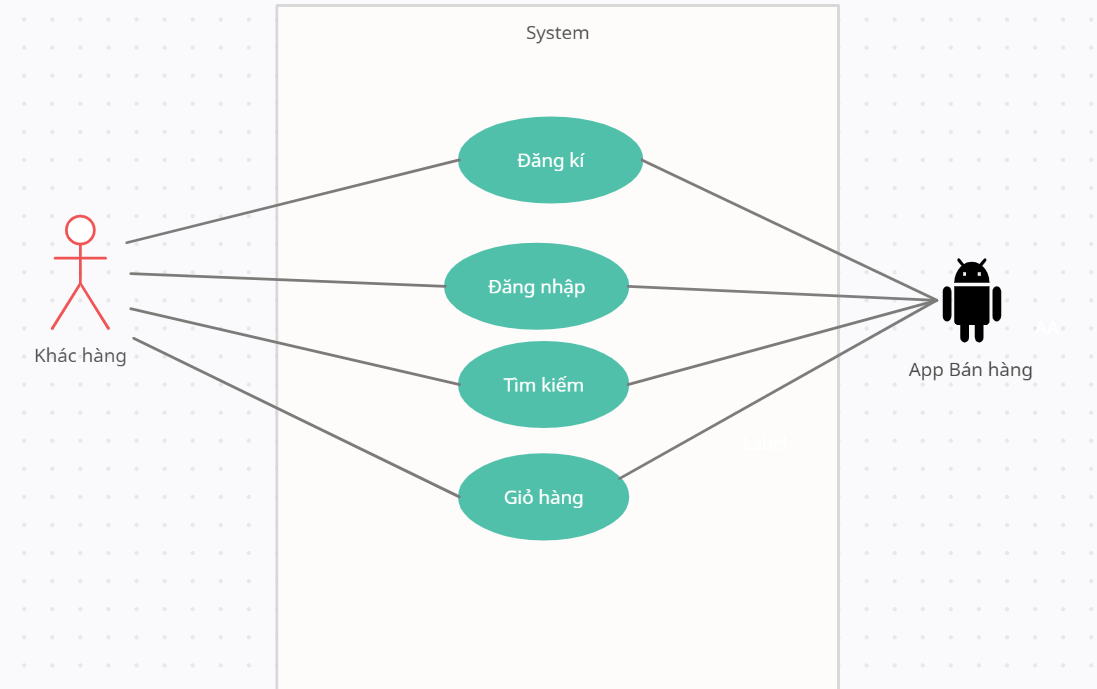 System
Đăng kí
Đăng nhập
Khác hàng
App Bán hàng
Tìm kiếm
Giỏ hàng